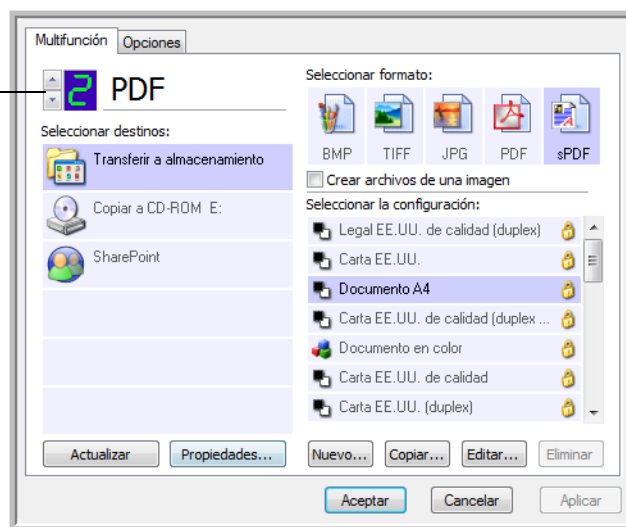 Multifunción Opciones
2 PDF
Seleccionar destinos:
Transferir a almacenamiento
Copiar a CD-ROM E:
SharePoint
Actualizar Propiedades...
Seleccionar formato:
BMP TIFF JPG PDF sPDF
Crear archivos de una imagen
Seleccionar la configuración:
Legal EE.UU. de calidad (duplex)
Carta EE.UU.
Documento A4
Carta EE.UU. de calidad (duplex ...
Documento en color
Carta EE.UU. de calidad
Carta EE.UU. (duplex)
Nuevo... Copiar... Editar... Eliminar
Aceptar Cancelar Aplicar